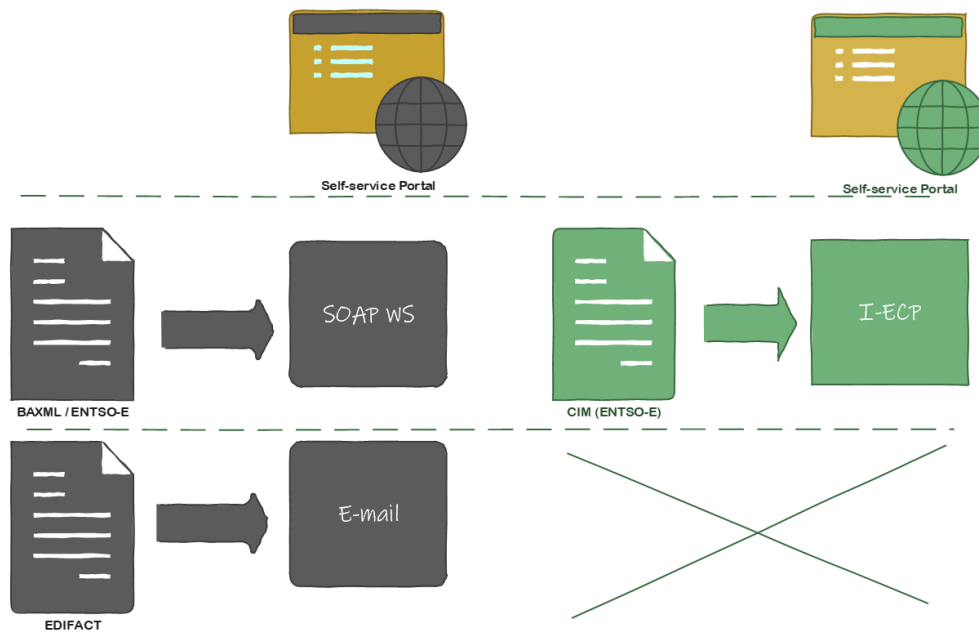 Self-service Portal
Self-service Portal
SOAP WS
I-ECP
BAXML / ENTSO-E
CIM (ENTSO-E)
E-mail
EDIFACT